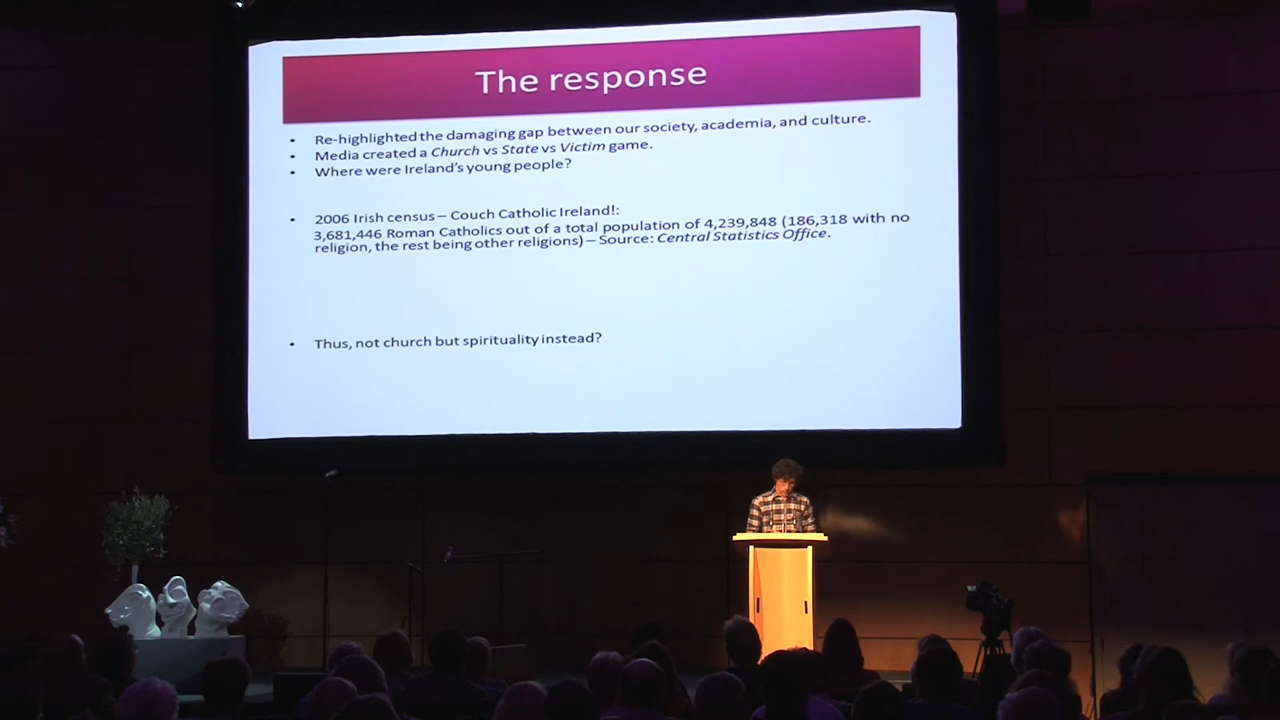 The response
• Re-highlighted the damaging gap between our society, academia, and culture.
• Media created a Church vs State vs Victim game.
• Where were Ireland's young people?
• 2006 Irish census – Couch Catholic Ireland!:
3,681,446 Roman Catholics out of a total population of 4,239,848 (186,318 with no
religion, the rest being other religions) – Source: Central Statistics Office.
• Thus, not church but spirituality instead?